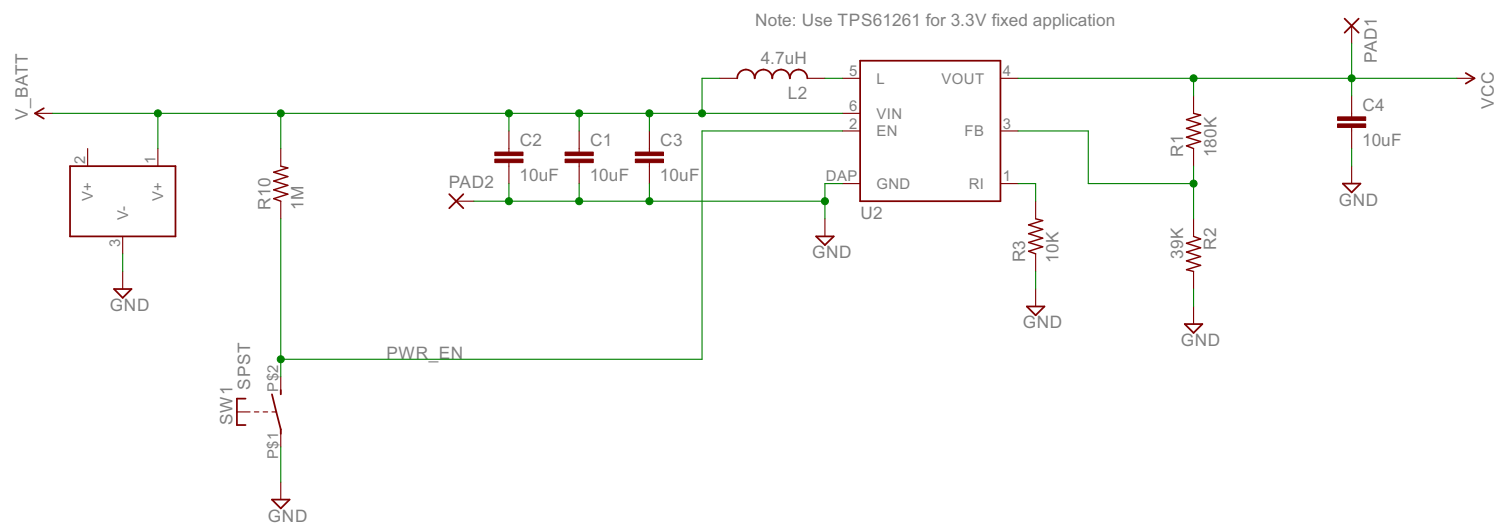 Note: Use TPS61261 for 3.3V fixed application
V_BATT
2
1
V+
V+
V-
3
GND
R10
1M
PWR_EN
SW1
SPST
P$2
P$1
GND
PAD2
C2
10uF
C1
10uF
C3
10uF
4.7uH
L2
5
L
VOUT
4
6
VIN
2
EN
FB
3
DAP
GND
RI
1
U2
GND
R3
10K
GND
R1
180K
39K
R2
GND
PAD1
VCC
C4
10uF
GND